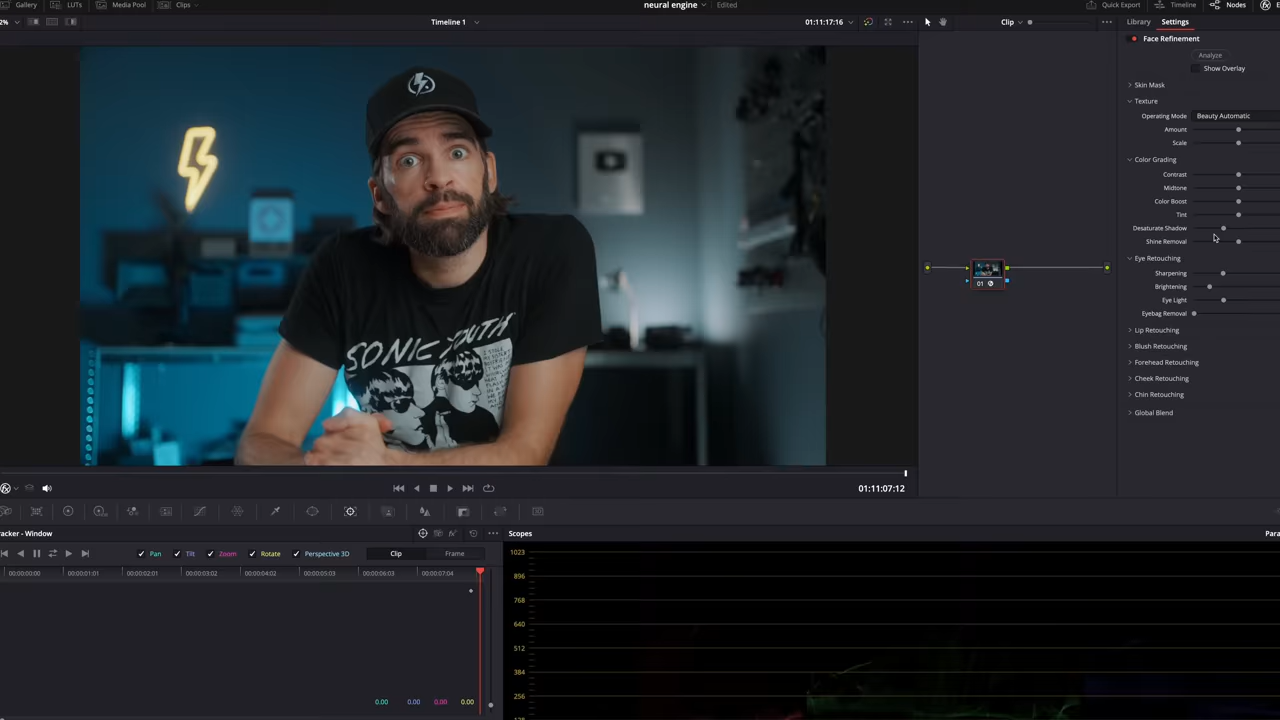 Gallery LUTs Media Pool Clips neural engine Edited Quick Export Timeline Nodes
2% Timeline 1 01:11:17:16 Clip Library Settings
Face Refinement
Analyze
Show Overlay
Skin Mask
Texture
Operating Mode Beauty Automatic
Amount
Scale
Color Grading
Contrast
Midtone
Color Boost
Tint
Desaturate Shadow
Shine Removal
Eye Retouching
Sharpening
Brightening
Eye Light
Eyebag Removal
Lip Retouching
Blush Retouching
Forehead Retouching
Cheek Retouching
Chin Retouching
Global Blend
01
SONIC YOUTH
01:11:07:12
racker - Window Scopes Para
Pan Tilt Zoom Rotate Perspective 3D Clip Frame
00:00:00:00 00:00:01:01 00:00:02:01 00:00:03:02 00:00:04:02 00:00:05:03 00:00:06:03 00:00:07:04
1023
896
768
640
512
384
256
128
0.00 0.00 0.00 0.00